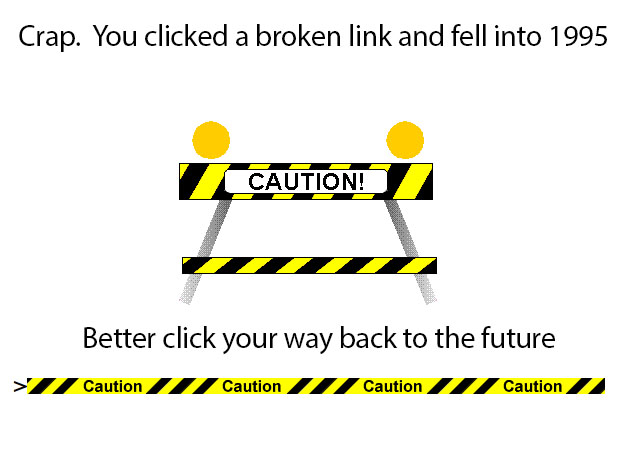 Crap.  You clicked a broken link and fell into 1995
CAUTION!
Better click your way back to the future
> Caution Caution Caution Caution